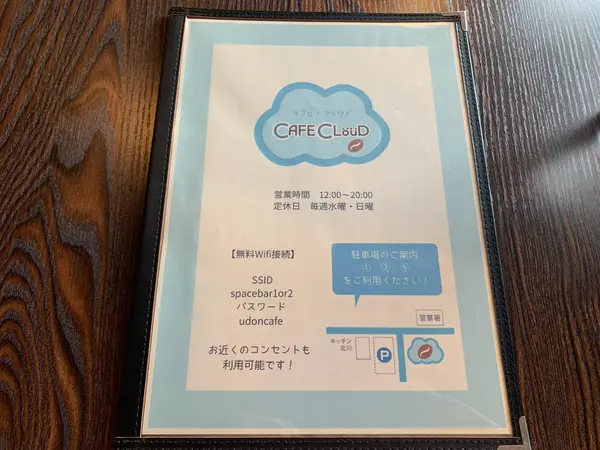 カフェ・クラウド
CAFE CLOUD
営業時間 12:00～20:00
定休日 毎週水曜・日曜
【無料Wifi接続】
SSID
spacebar1or2
パスワード
udoncafe
お近くのコンセントも
利用可能です！
駐車場のご案内
① ② ③
をご利用ください！
警察署
キッチン
P